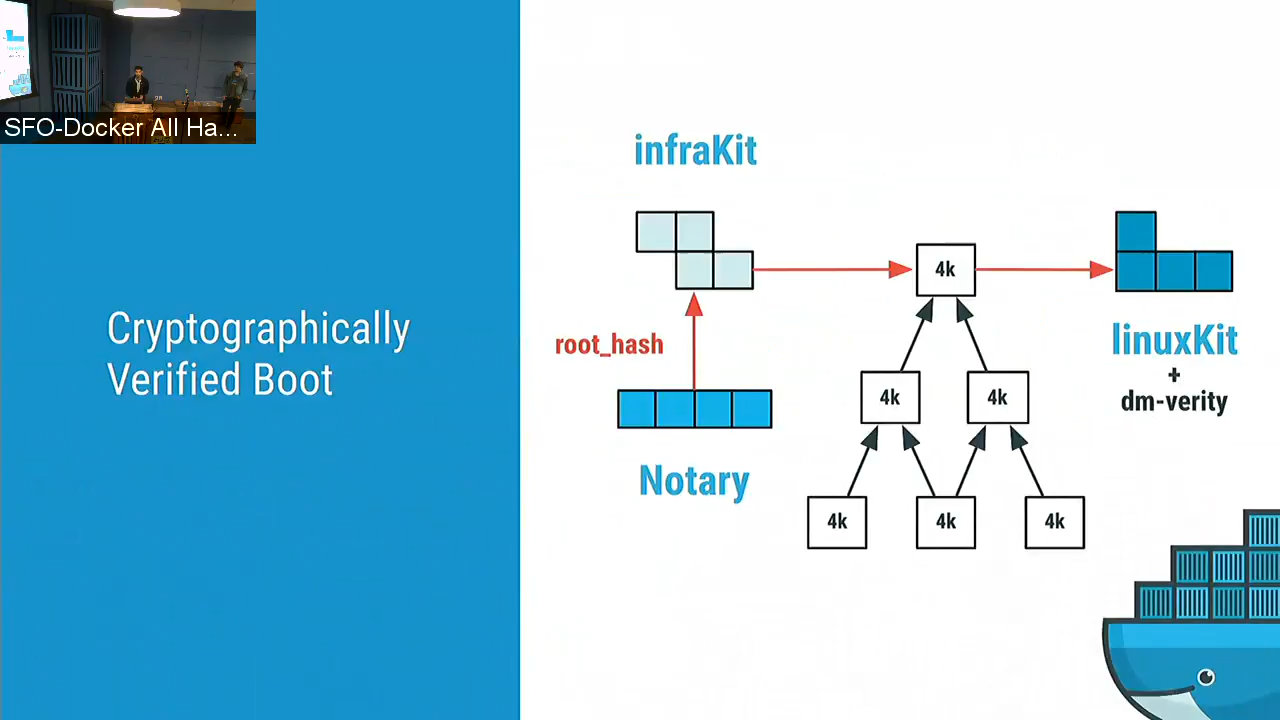 SFO-Docker All Ha...
Cryptographically
Verified Boot
infraKit
root_hash
Notary
4k
4k
4k
4k
4k
4k
linuxKit
+
dm-verity